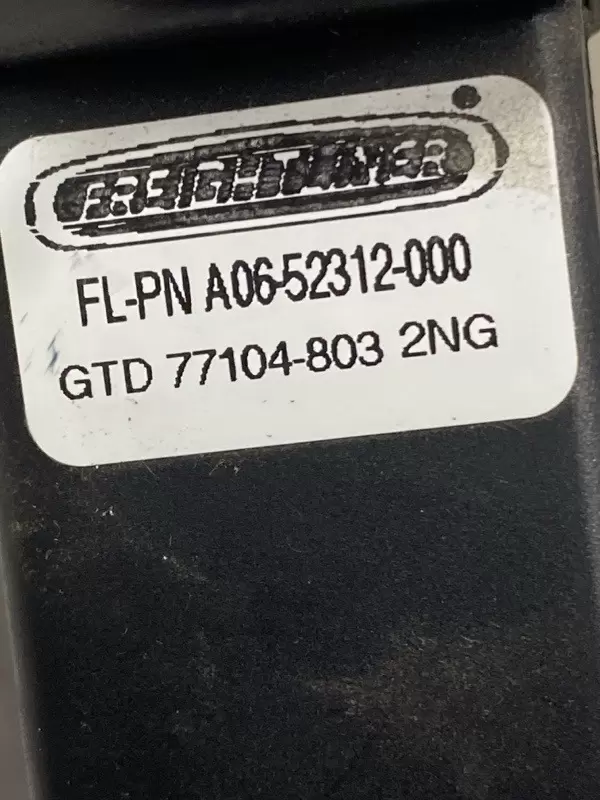 FREIGHTLINER
FL-PN A06-52312-000
GTD 77104-803 2NG